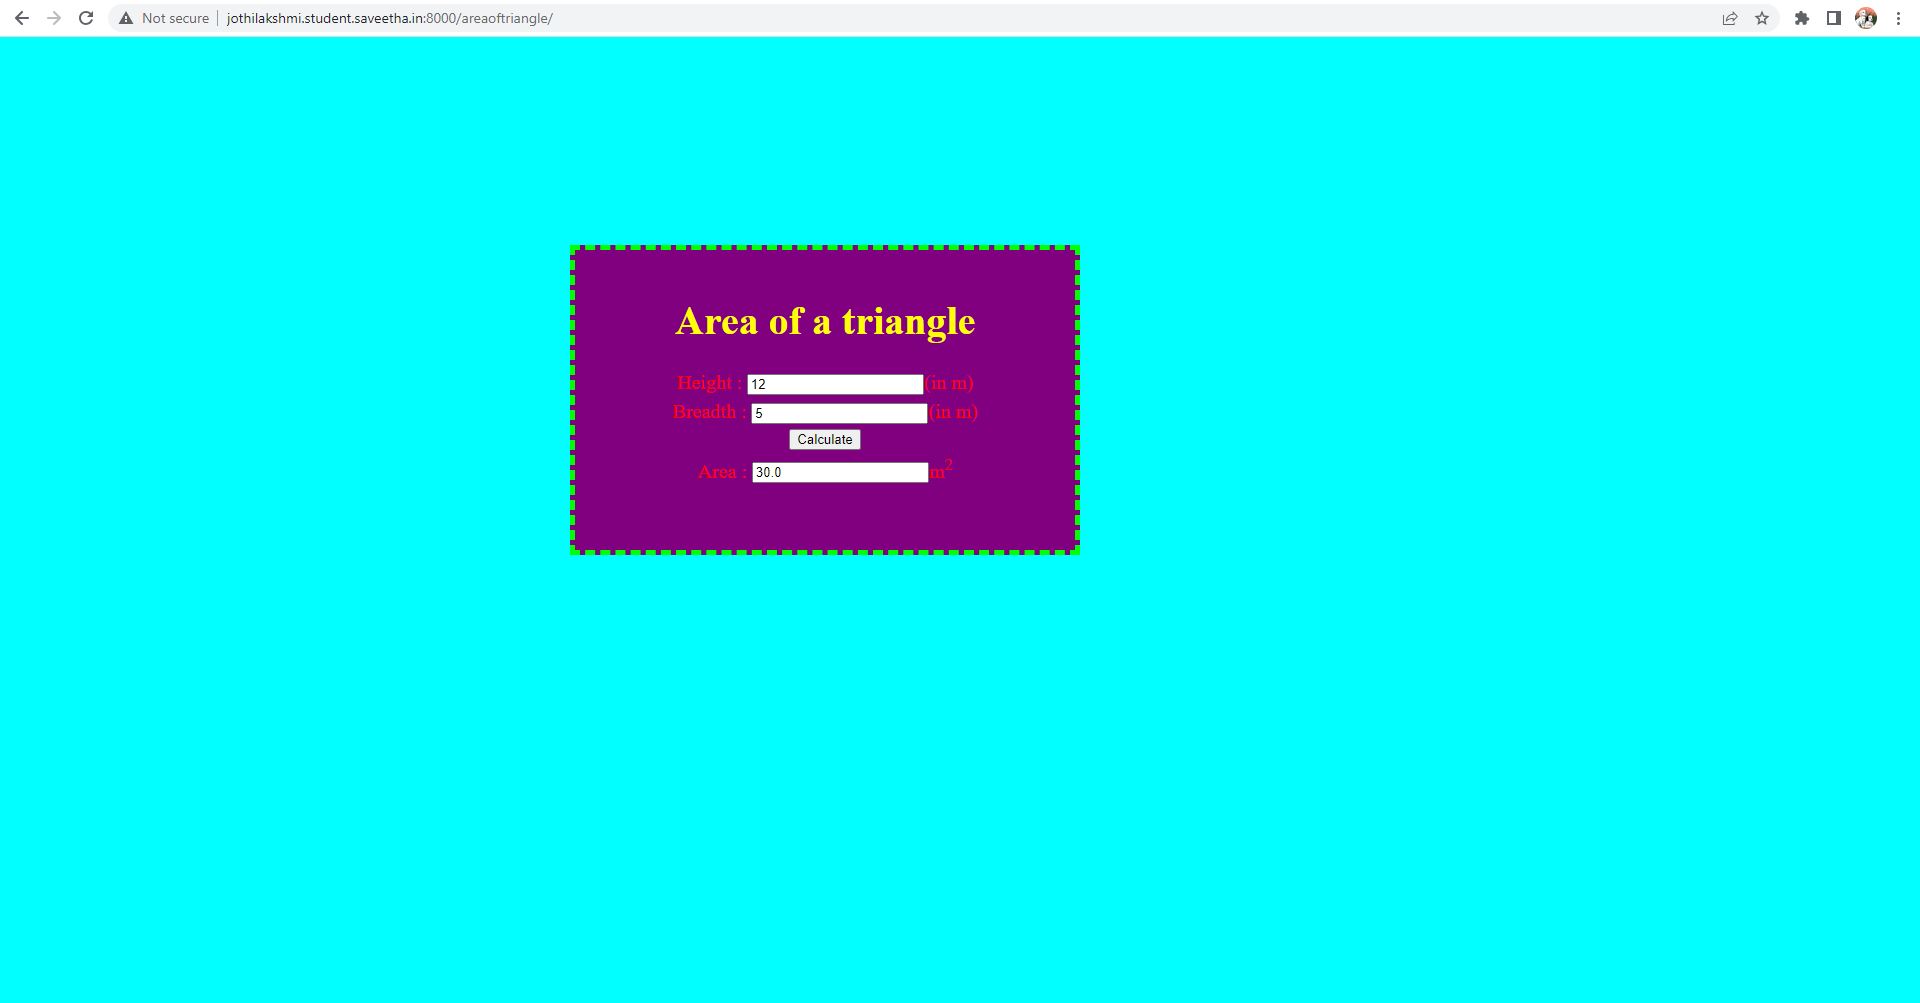 Not secure | jothilakshmi.student.saveetha.in:8000/areaoftriangle/
Area of a triangle
Height : 12 (in m)
Breadth : 5 (in m)
Calculate
Area : 30.0 m²